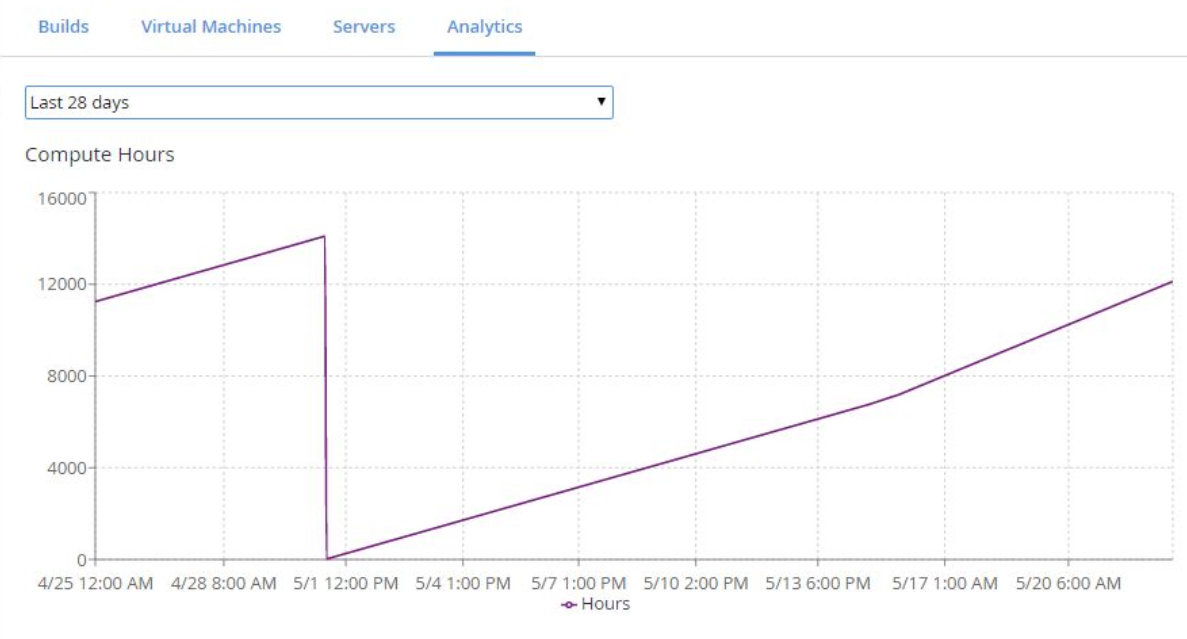 Builds Virtual Machines Servers Analytics
Last 28 days
Compute Hours
16000
12000
8000
4000
0
4/25 12:00 AM 4/28 8:00 AM 5/1 12:00 PM 5/4 1:00 PM 5/7 1:00 PM 5/10 2:00 PM 5/13 6:00 PM 5/17 1:00 AM 5/20 6:00 AM
Hours